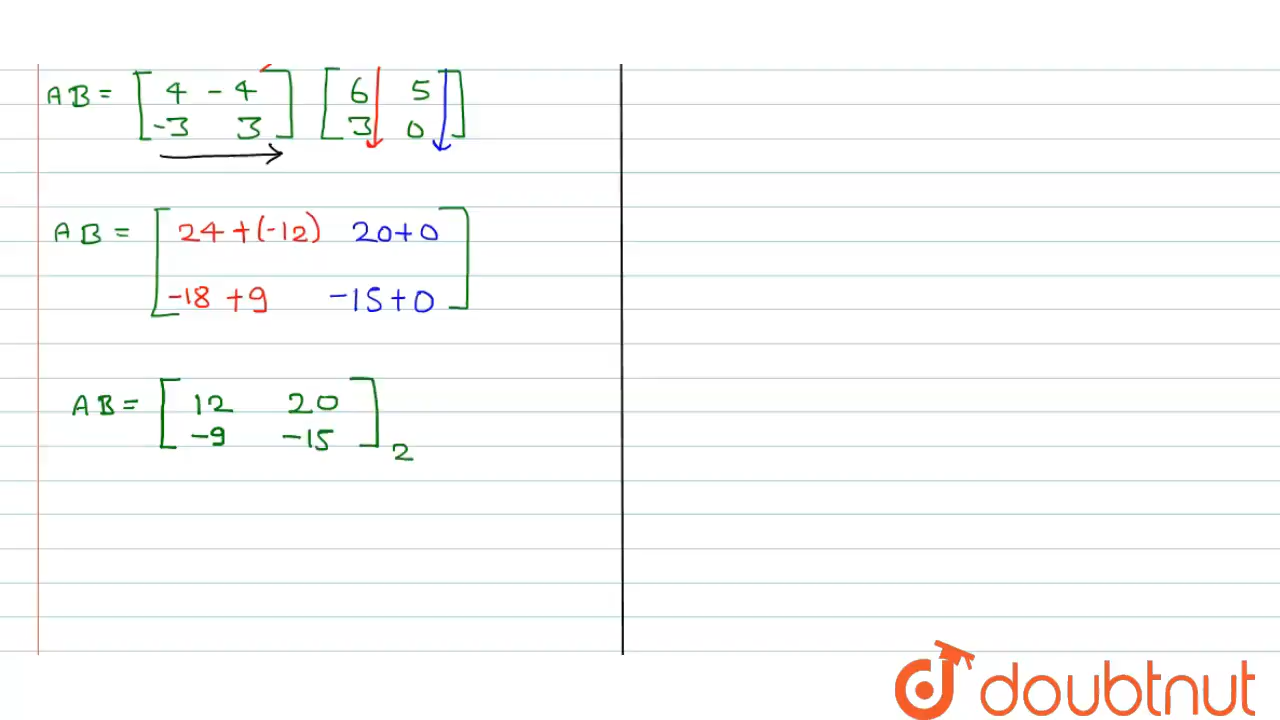 AB = [ 4 -4 ] [ 6 5 ]
[ -3 3 ] [ 3 0 ]
AB = [ 24+(-12) 20+0 ]
[ -18+9 -15+0 ]
AB = [ 12 20 ]
[ -9 -15 ] 2
doubtnut